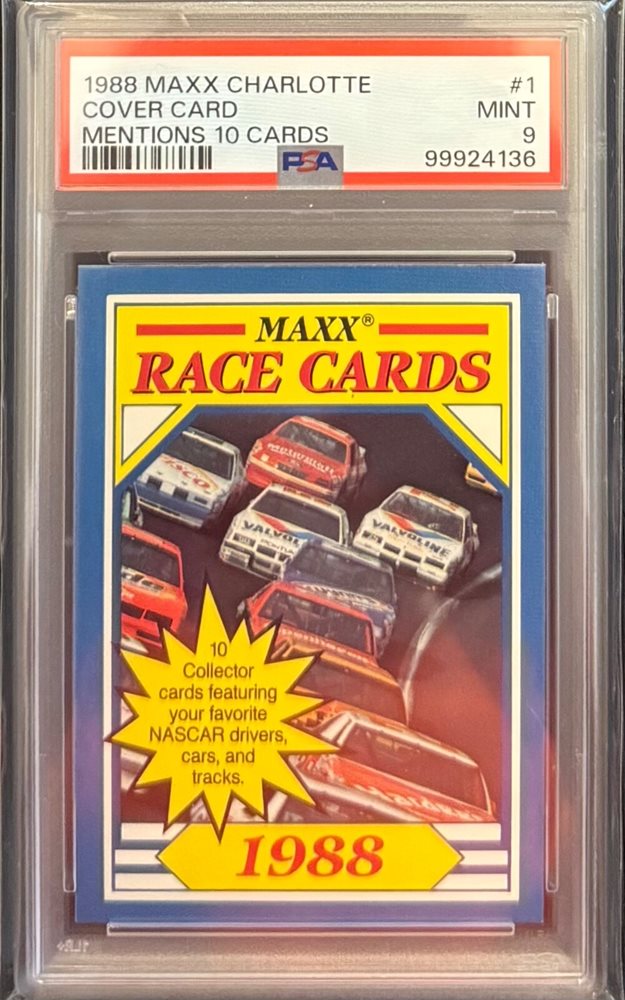 1988 MAXX CHARLOTTE #1
COVER CARD MINT
MENTIONS 10 CARDS 9
PSA 99924136
MAXX®
RACE CARDS
VALVOLINE
10
Collector
cards featuring
your favorite
NASCAR drivers,
cars, and
tracks.
1988